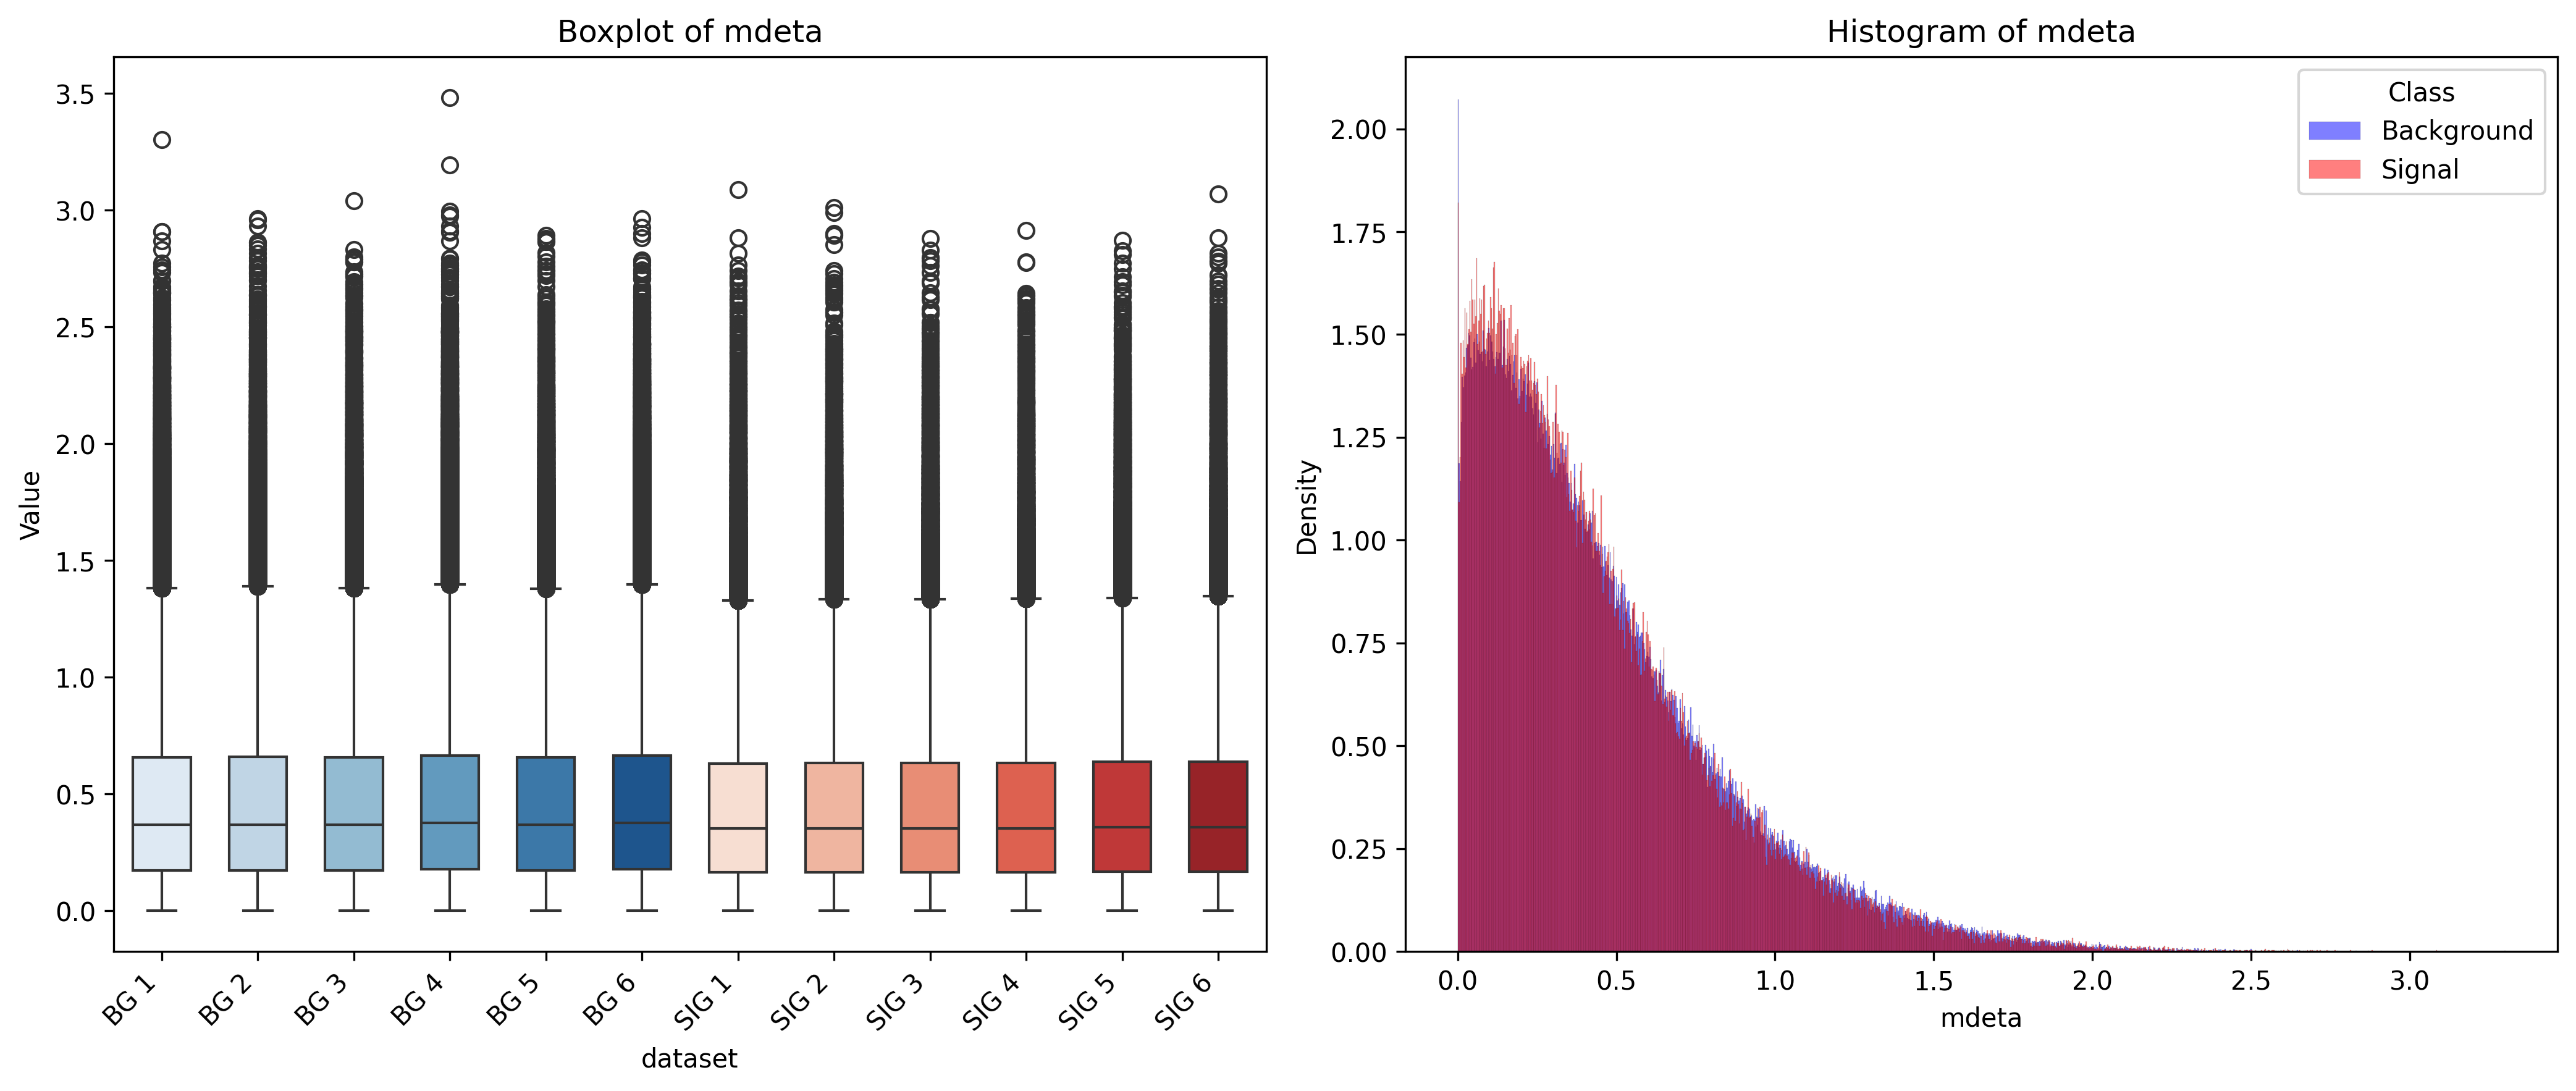 Boxplot of mdeta
Value
3.5
3.0
2.5
2.0
1.5
1.0
0.5
0.0
BG 1
BG 2
BG 3
BG 4
BG 5
BG 6
SIG 1
SIG 2
SIG 3
SIG 4
SIG 5
SIG 6
dataset
Histogram of mdeta
Class
Background
Signal
Density
2.00
1.75
1.50
1.25
1.00
0.75
0.50
0.25
0.00
0.0
0.5
1.0
1.5
2.0
2.5
3.0
mdeta